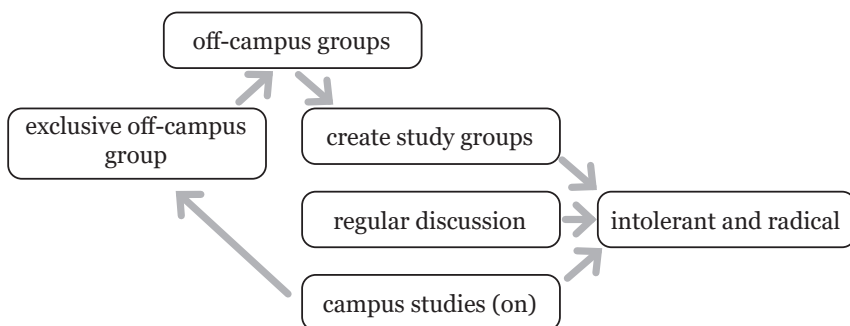 off-campus groups
exclusive off-campus
group
create study groups
regular discussion
intolerant and radical
campus studies (on)